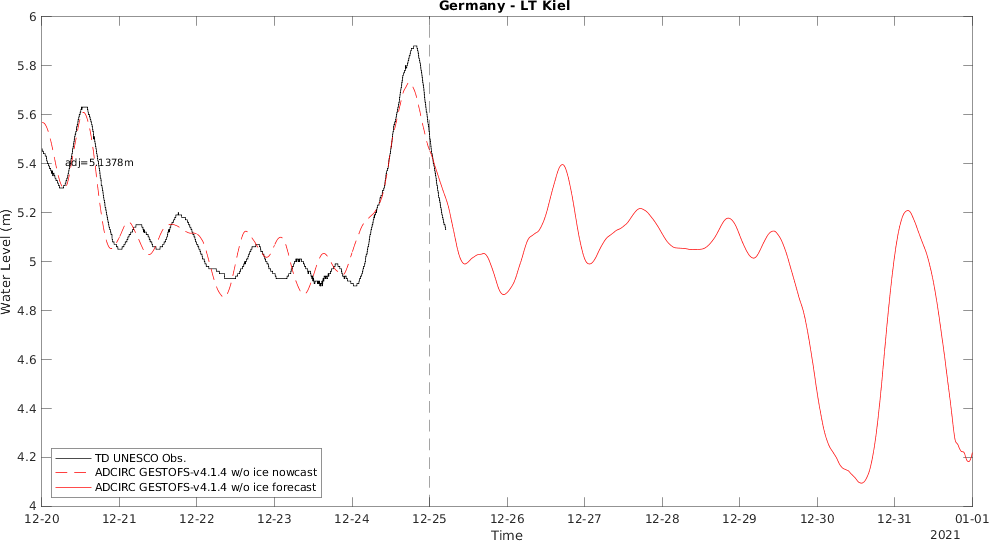 Germany - LT Kiel
6
5.8
5.6
5.4
5.2
5
4.8
4.6
4.4
4.2
4
Water Level (m)
adj=5.1378m
TD UNESCO Obs.
ADCIRC GESTOFS-v4.1.4 w/o ice nowcast
ADCIRC GESTOFS-v4.1.4 w/o ice forecast
12-20 12-21 12-22 12-23 12-24 12-25 12-26 12-27 12-28 12-29 12-30 12-31 01-01
Time
2021